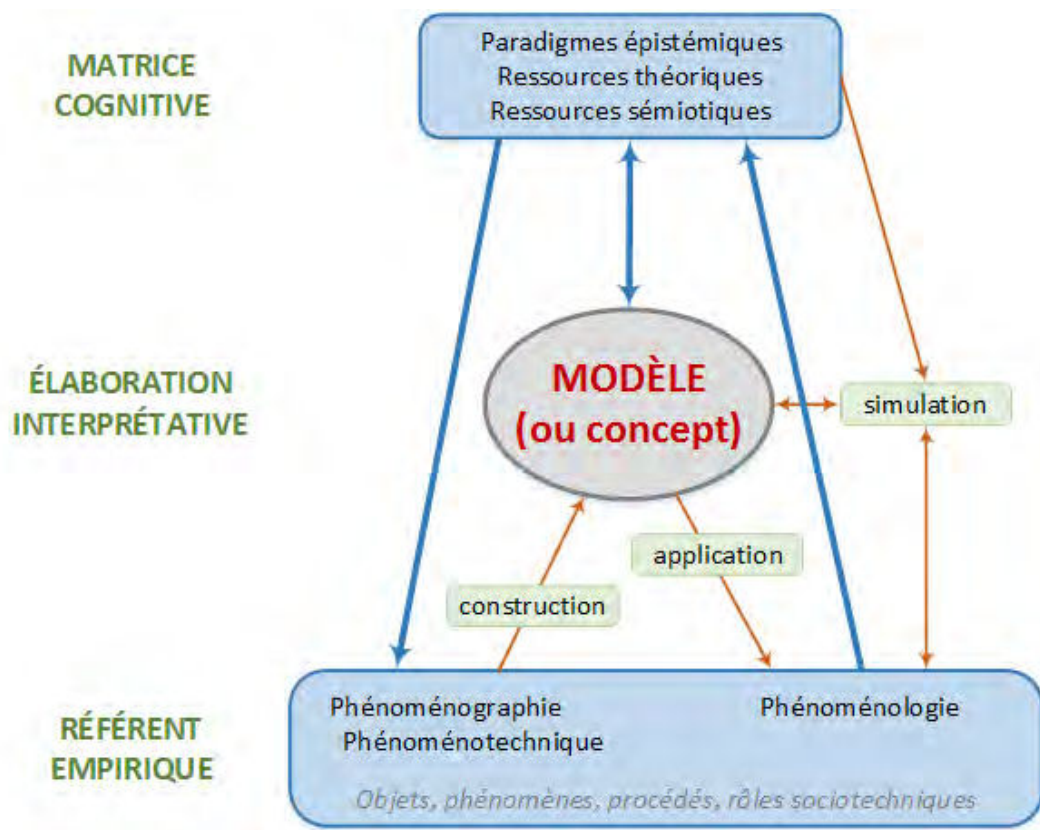 MATRICE
COGNITIVE
Paradigmes épistémiques
Ressources théoriques
Ressources sémiotiques
ÉLABORATION
INTERPRÉTATIVE
MODÈLE
(ou concept)
simulation
application
construction
RÉFÉRENT
EMPIRIQUE
Phénoménographie
Phénoménotechnique
Phénoménologie
Objets, phénomènes, procédés, rôles sociotechniques